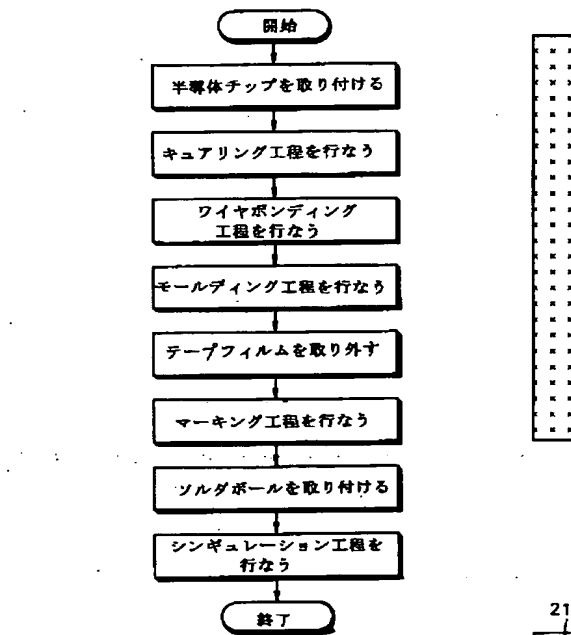 開始
半導体チップを取り付ける
キュアリング工程を行なう
ワイヤボンディング
工程を行なう
モールディング工程を行なう
テープフィルムを取り外す
マーキング工程を行なう
ソルダボールを取り付ける
シンギュレーション工程を
行なう
終了
21